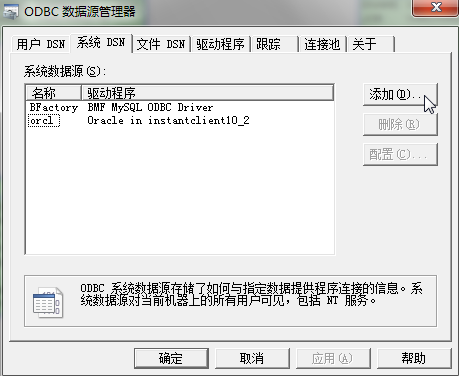 ODBC 数据源管理器
用户 DSN 系统 DSN 文件 DSN 驱动程序 跟踪 连接池 关于
系统数据源(S):
名称 驱动程序
BFactory BMF MySQL ODBC Driver
orcl Oracle in instantclient10_2
添加(D)...
删除(R)
配置(C)...
ODBC 系统数据源存储了如何与指定数据提供程序连接的信息。系
统数据源对当前机器上的所有用户可见，包括 NT 服务。
确定 取消 应用(A) 帮助